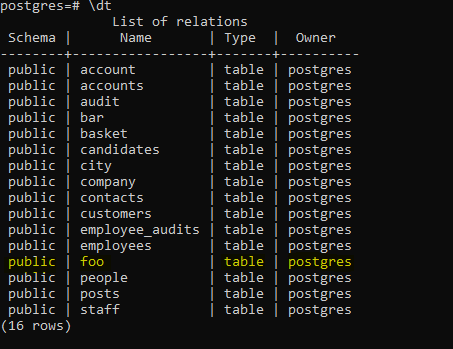 postgres=# \dt
              List of relations
 Schema |      Name       | Type  |  Owner
--------+-----------------+-------+----------
 public | account         | table | postgres
 public | accounts        | table | postgres
 public | audit           | table | postgres
 public | bar             | table | postgres
 public | basket          | table | postgres
 public | candidates      | table | postgres
 public | city            | table | postgres
 public | company         | table | postgres
 public | contacts        | table | postgres
 public | customers       | table | postgres
 public | employee_audits | table | postgres
 public | employees       | table | postgres
 public | foo             | table | postgres
 public | people          | table | postgres
 public | posts           | table | postgres
 public | staff           | table | postgres
(16 rows)